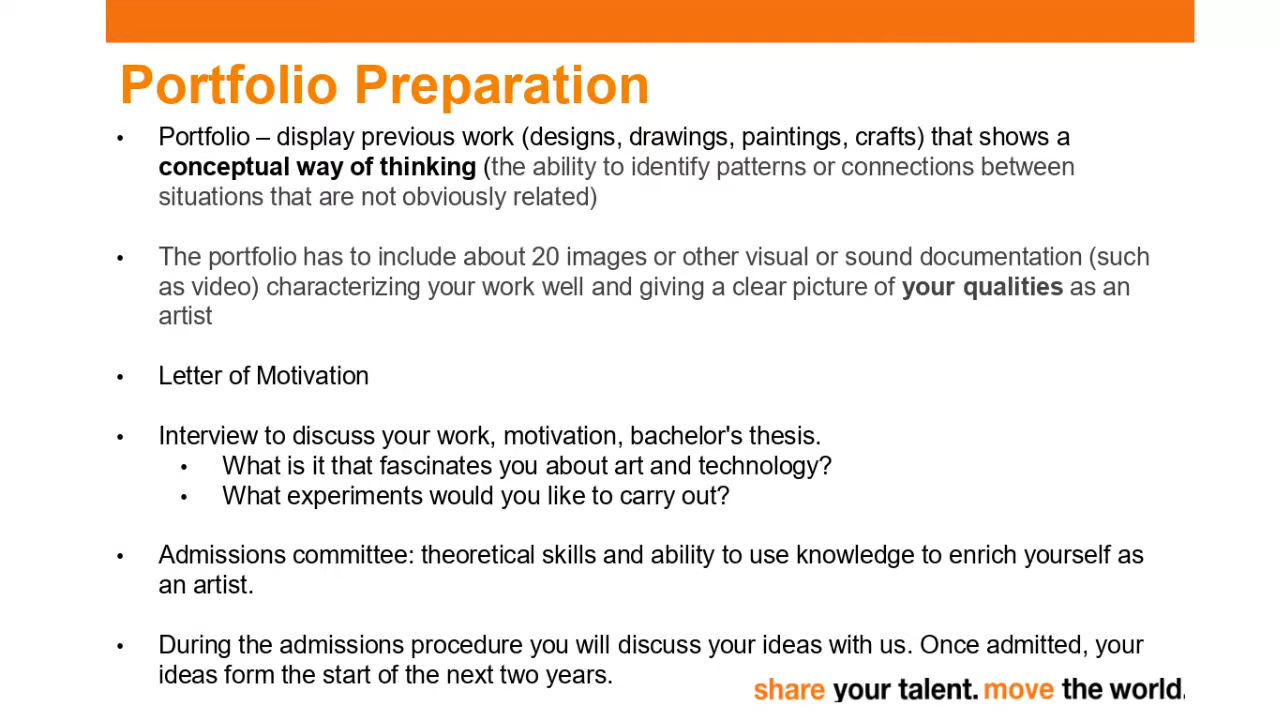 Portfolio Preparation
• Portfolio – display previous work (designs, drawings, paintings, crafts) that shows a
conceptual way of thinking (the ability to identify patterns or connections between
situations that are not obviously related)
• The portfolio has to include about 20 images or other visual or sound documentation (such
as video) characterizing your work well and giving a clear picture of your qualities as an
artist
• Letter of Motivation
• Interview to discuss your work, motivation, bachelor's thesis.
• What is it that fascinates you about art and technology?
• What experiments would you like to carry out?
• Admissions committee: theoretical skills and ability to use knowledge to enrich yourself as
an artist.
• During the admissions procedure you will discuss your ideas with us. Once admitted, your
ideas form the start of the next two years.
share your talent. move the world.